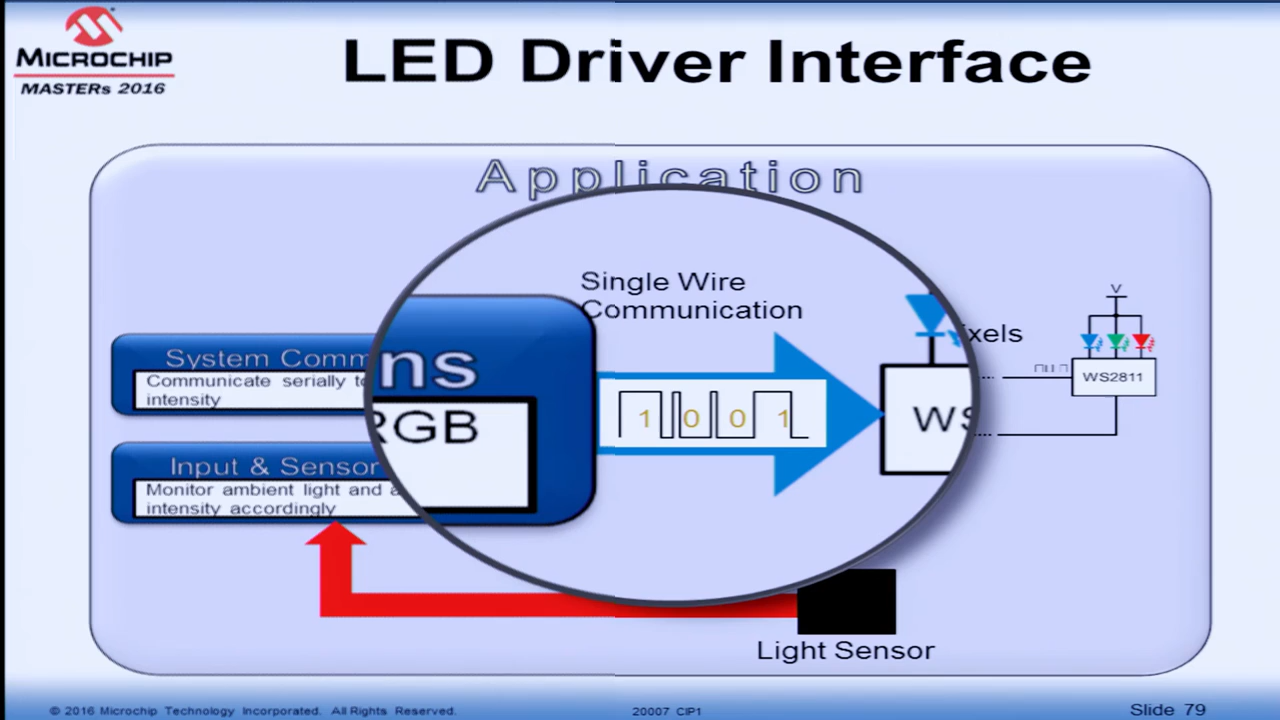 MICROCHIP
MASTERs 2016
LED Driver Interface
Application
Single Wire
Communication
System Comm
Communicate serially to
intensity
ns
RGB
1 0 0 1
WS
ixels
V
WS2811
Input & Sensor
Monitor ambient light and a
intensity accordingly
Light Sensor
© 2016 Microchip Technology Incorporated. All Rights Reserved.
20007 CIP1
Slide 79